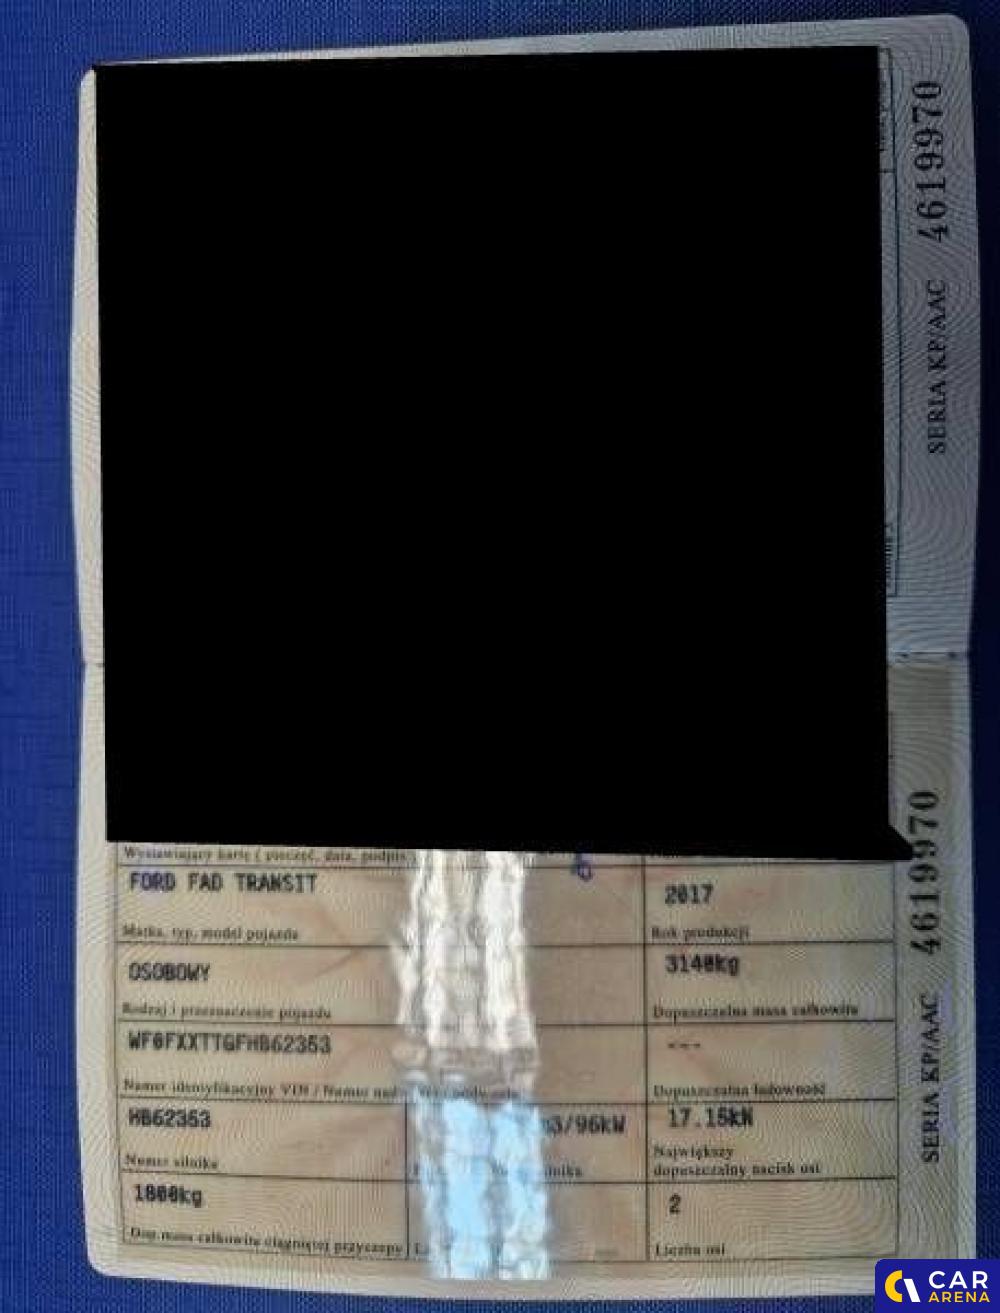 SERIA KP/AAC 4619970
Wystawiający kartę ( pieczęć, data, podpis
FORD FAD TRANSIT
Marka, typ, model pojazdu
2017
Rok produkcji
OSOBOWY
Rodzaj i przeznaczenie pojazdu
3140kg
Dopuszczalna masa całkowita
WF0FXXTTGFHB62353
Numer identyfikacyjny VIN / Numer
---
Dopuszczalna ładowność
HB62353
Numer silnika
3/96kW
17.15kN
Największy
dopuszczalny nacisk osi
1800kg
Dop. masa całkowita ciągniętej przyczepy
2
Liczba osi
SERIA KP/AAC 4619970
CAR
ARENA